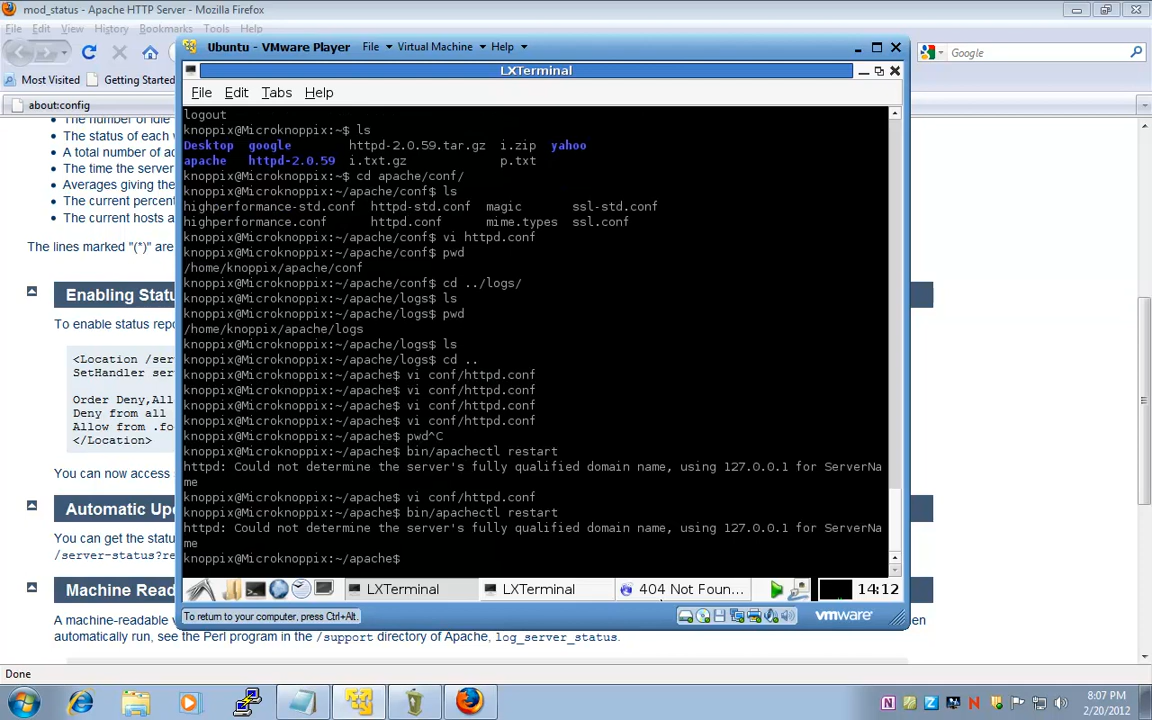 mod_status - Apache HTTP Server - Mozilla Firefox
File Edit View History Bookmarks Tools Help
Google
Most Visited Getting Started
about:config
The number of idle
The status of each w
A total number of ac
The time the server
Averages giving the
The current percent
The current hosts a
The lines marked "(*)" are
Enabling Statu
To enable status repo
<Location /serv
SetHandler serv
Order Deny,All
Deny from all
Allow from .foo
</Location>
You can now access s
Automatic Upd
You can get the statu
/server-status?re
Machine Read
A machine-readable v
en
automatically run, see the Perl program in the /support directory of Apache, log_server_status.
Done
Ubuntu - VMware Player File Virtual Machine Help
LXTerminal
File Edit Tabs Help
logout
knoppix@Microknoppix:~$ ls
Desktop google httpd-2.0.59.tar.gz i.zip yahoo
apache httpd-2.0.59 i.txt.gz p.txt
knoppix@Microknoppix:~$ cd apache/conf/
knoppix@Microknoppix:~/apache/conf$ ls
highperformance-std.conf httpd-std.conf magic ssl-std.conf
highperformance.conf httpd.conf mime.types ssl.conf
knoppix@Microknoppix:~/apache/conf$ vi httpd.conf
knoppix@Microknoppix:~/apache/conf$ pwd
/home/knoppix/apache/conf
knoppix@Microknoppix:~/apache/conf$ cd ../logs/
knoppix@Microknoppix:~/apache/logs$ ls
knoppix@Microknoppix:~/apache/logs$ pwd
/home/knoppix/apache/logs
knoppix@Microknoppix:~/apache/logs$ ls
knoppix@Microknoppix:~/apache/logs$ cd ..
knoppix@Microknoppix:~/apache$ vi conf/httpd.conf
knoppix@Microknoppix:~/apache$ vi conf/httpd.conf
knoppix@Microknoppix:~/apache$ vi conf/httpd.conf
knoppix@Microknoppix:~/apache$ vi conf/httpd.conf
knoppix@Microknoppix:~/apache$ pwd^C
knoppix@Microknoppix:~/apache$ bin/apachectl restart
httpd: Could not determine the server's fully qualified domain name, using 127.0.0.1 for ServerNa
me
knoppix@Microknoppix:~/apache$ vi conf/httpd.conf
knoppix@Microknoppix:~/apache$ bin/apachectl restart
httpd: Could not determine the server's fully qualified domain name, using 127.0.0.1 for ServerNa
me
knoppix@Microknoppix:~/apache$
LXTerminal LXTerminal 404 Not Foun... 14:12
To return to your computer, press Ctrl+Alt.
vmware
8:07 PM
2/20/2012